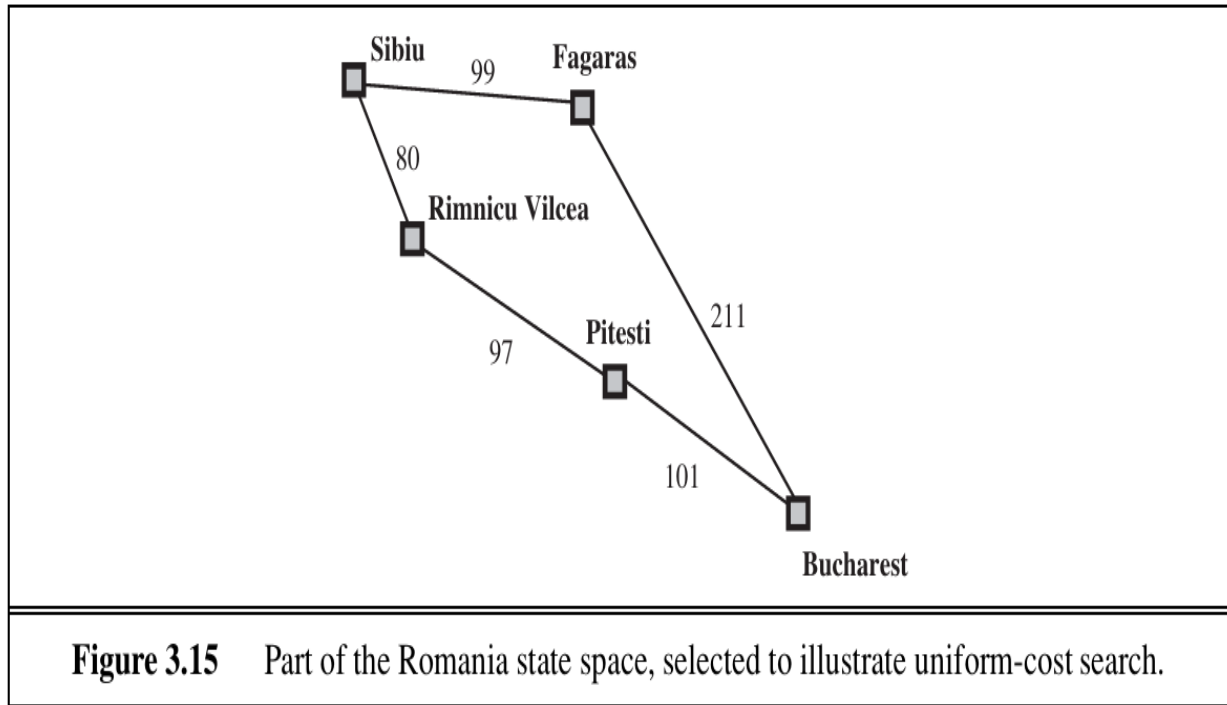 Sibiu
Fagaras
99
80
Rimnicu Vilcea
211
Pitesti
97
101
Bucharest
Figure 3.15 Part of the Romania state space, selected to illustrate uniform-cost search.